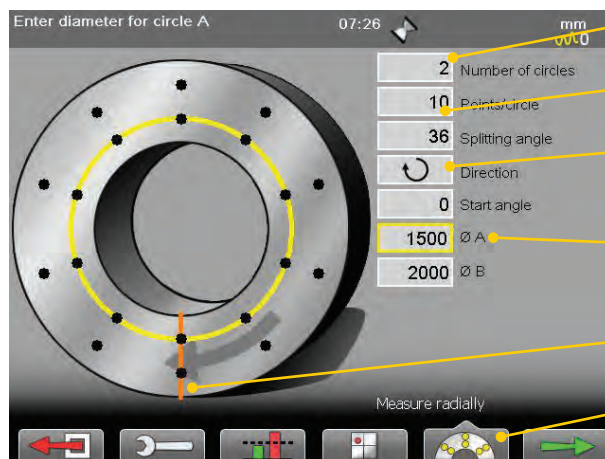 Enter diameter for circle A 07:26 mm
0
2 Number of circles
10 Points/circle
36 Splitting angle
Direction
0 Start angle
1500 Ø A
2000 Ø B
Measure radially